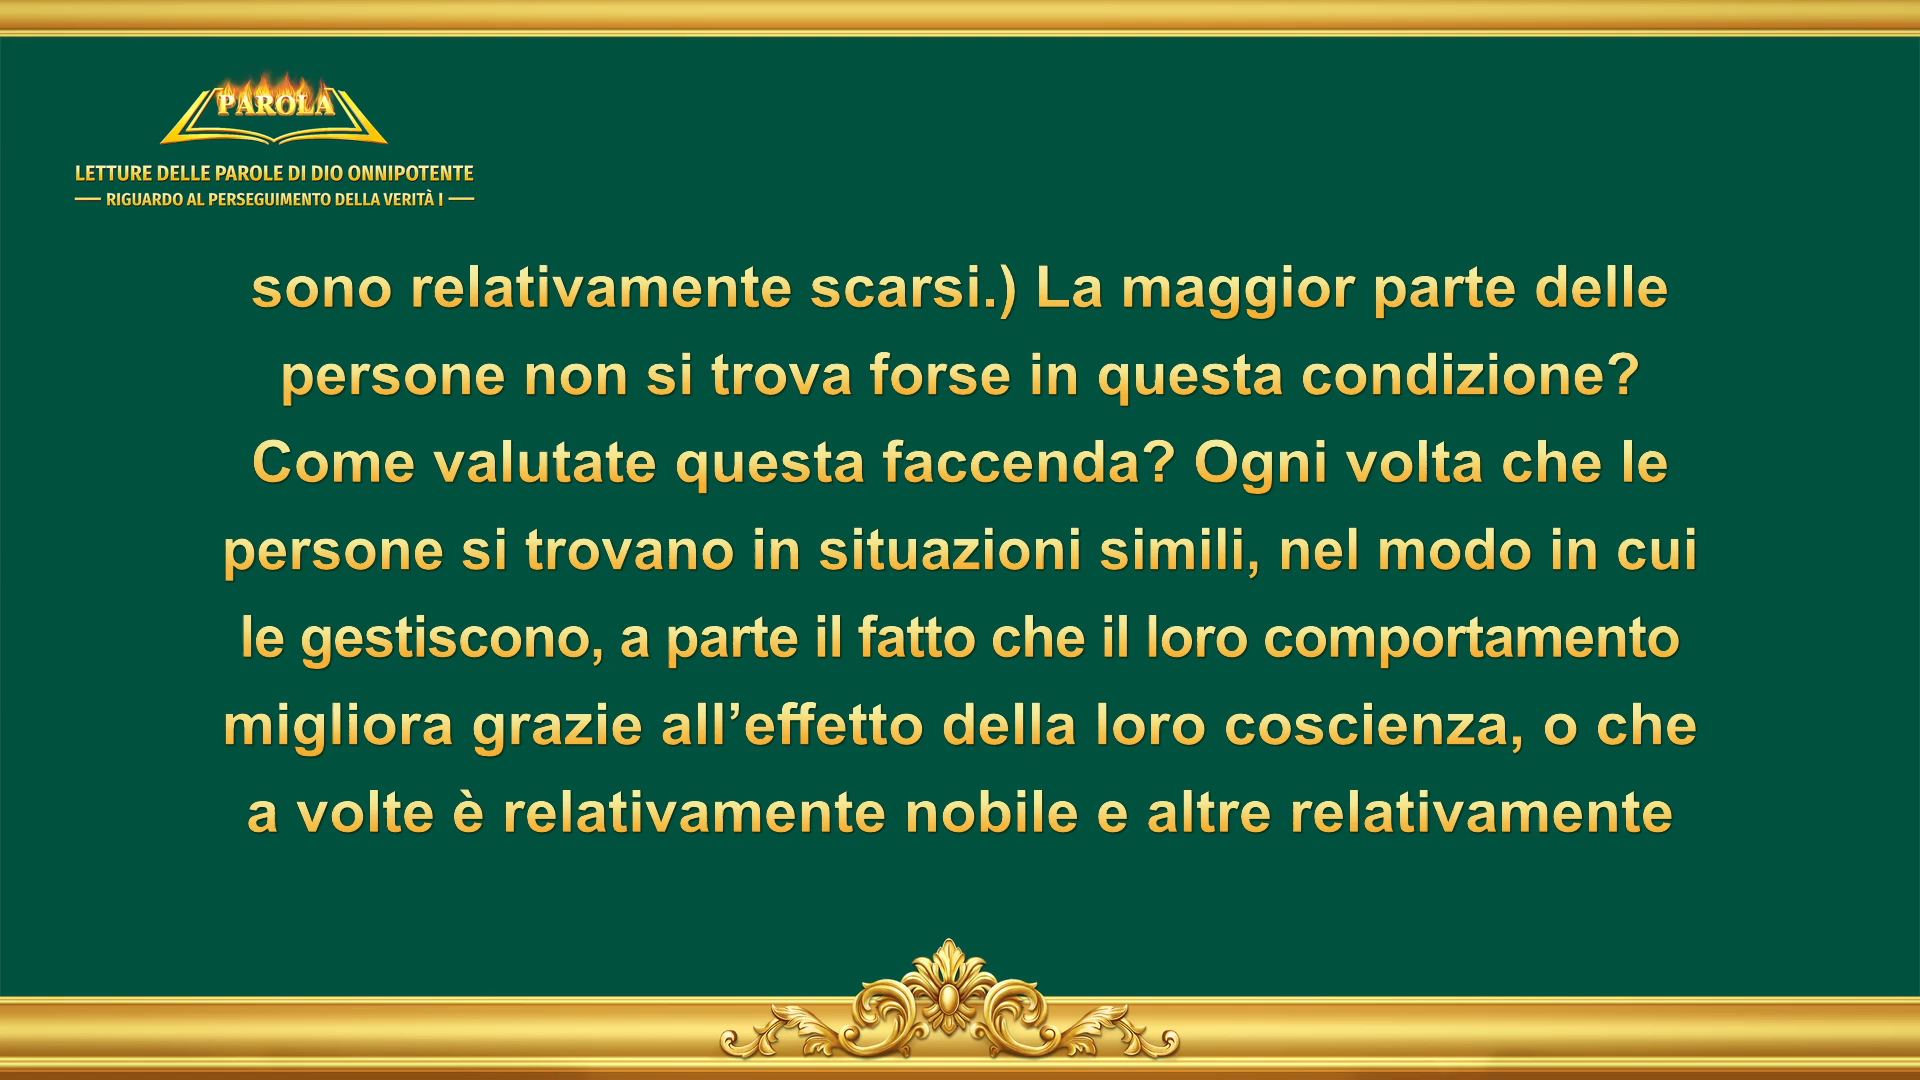 PAROLA
LETTURE DELLE PAROLE DI DIO ONNIPOTENTE
RIGUARDO AL PERSEGUIMENTO DELLA VERITÀ I
sono relativamente scarsi.) La maggior parte delle
persone non si trova forse in questa condizione?
Come valutate questa faccenda? Ogni volta che le
persone si trovano in situazioni simili, nel modo in cui
le gestiscono, a parte il fatto che il loro comportamento
migliora grazie all’effetto della loro coscienza, o che
a volte è relativamente nobile e altre relativamente